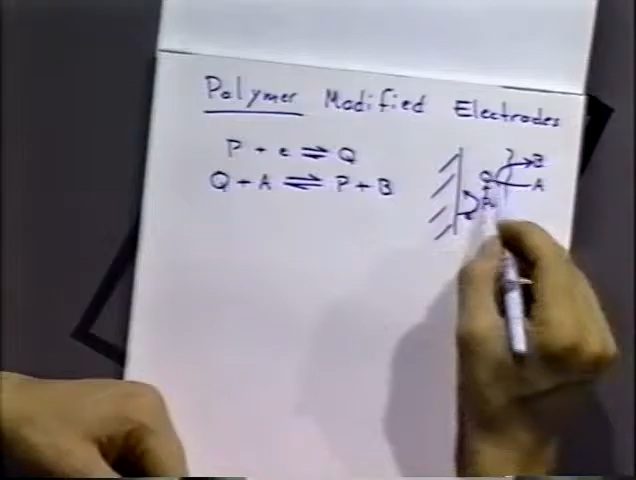 Polymer Modified Electrodes
P + e ⇌ Q
Q + A ⇌ P + B
B
Q
A